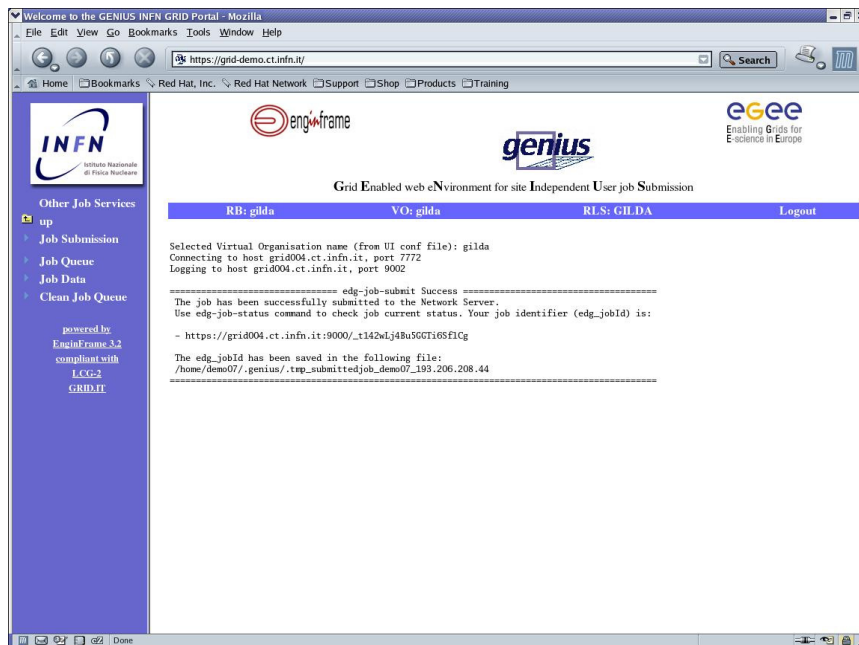 Welcome to the GENIUS INFN GRID Portal - Mozilla
File Edit View Go Bookmarks Tools Window Help
https://grid-demo.ct.infn.it/
Search
Home Bookmarks Red Hat, Inc. Red Hat Network Support Shop Products Training
INFN
Istituto Nazionale
di Fisica Nucleare
enginframe
genius
egee
Enabling Grids for
E-science in Europe
Grid Enabled web eNvironment for site Independent User job Submission
RB: gilda VO: gilda RLS: GILDA Logout
Other Job Services
up
Job Submission
Job Queue
Job Data
Clean Job Queue
powered by
EnginFrame 3.2
compliant with
LCG-2
GRID.IT
Selected Virtual Organisation name (from UI conf file): gilda
Connecting to host grid004.ct.infn.it, port 7772
Logging to host grid004.ct.infn.it, port 9002
================================ edg-job-submit Success =====================================
The job has been successfully submitted to the Network Server.
Use edg-job-status command to check job current status. Your job identifier (edg_jobId) is:
- https://grid004.ct.infn.it:9000/_t142wLj4Bu5GGTi6SflCg
The edg_jobId has been saved in the following file:
/home/demo07/.genius/.tmp_submittedjob_demo07_193.206.208.44
=============================================================================================
Done